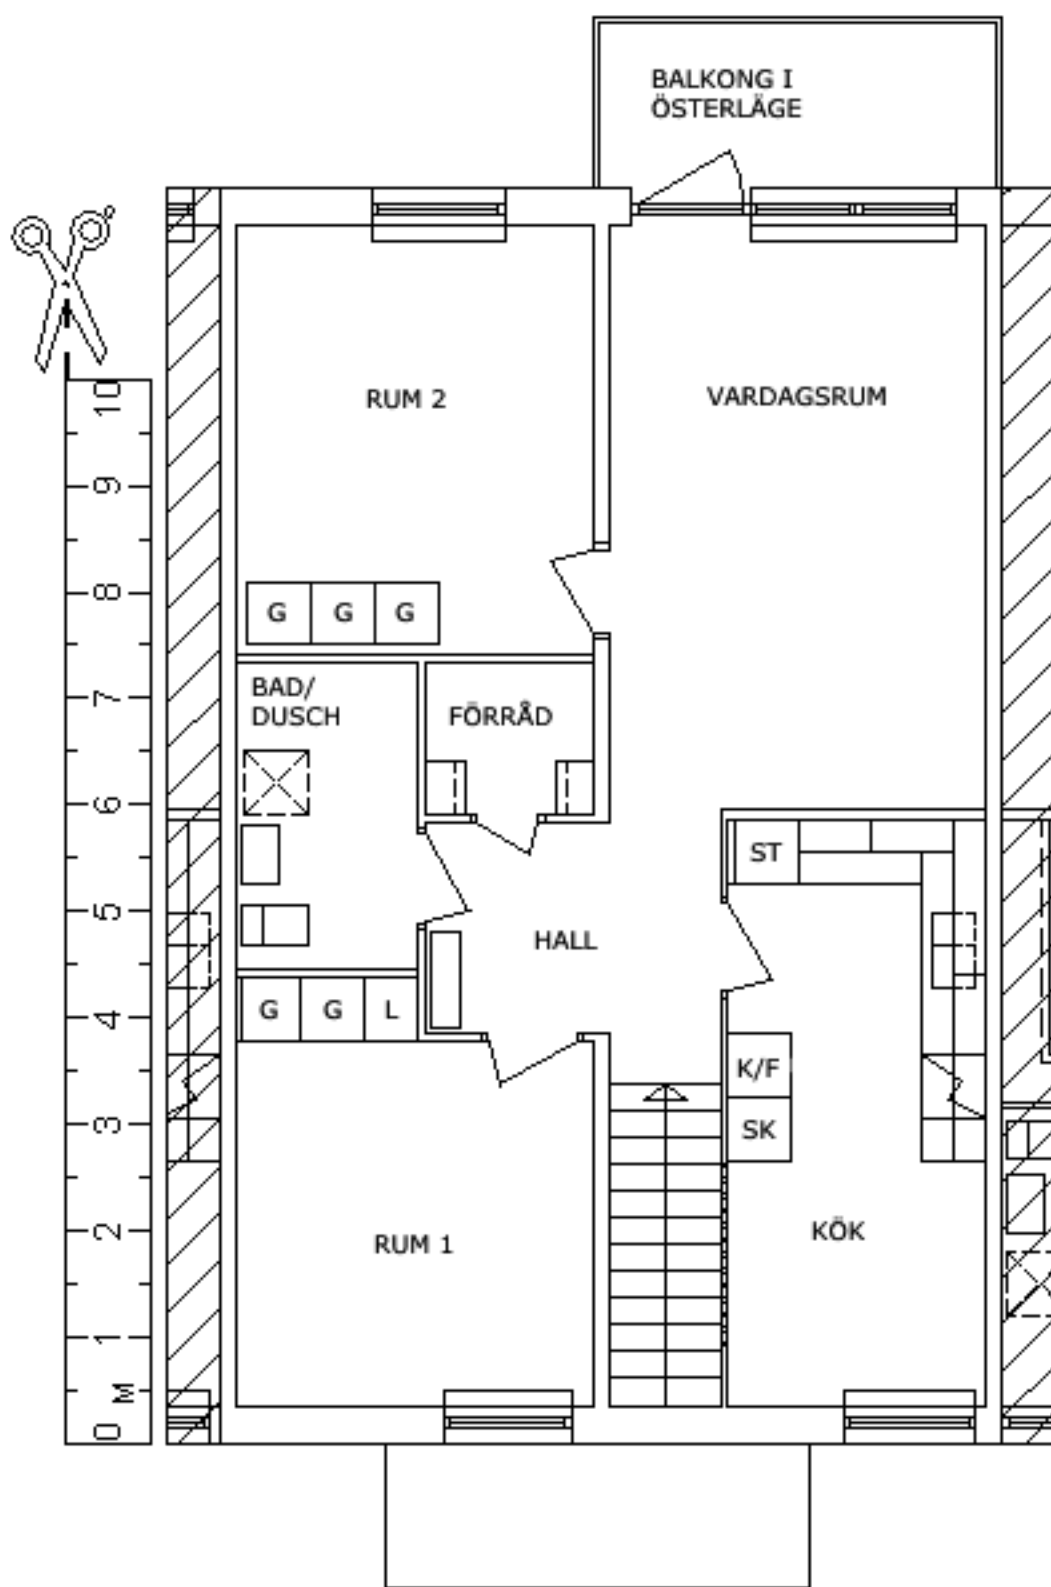 BALKONG I
ÖSTERLÄGE
RUM 2
VARDAGSRUM
10
9
8
7
6
5
4
3
2
1
M
0
G G G
BAD/
DUSCH
FÖRRÅD
ST
HALL
G G L
K/F
SK
RUM 1
KÖK